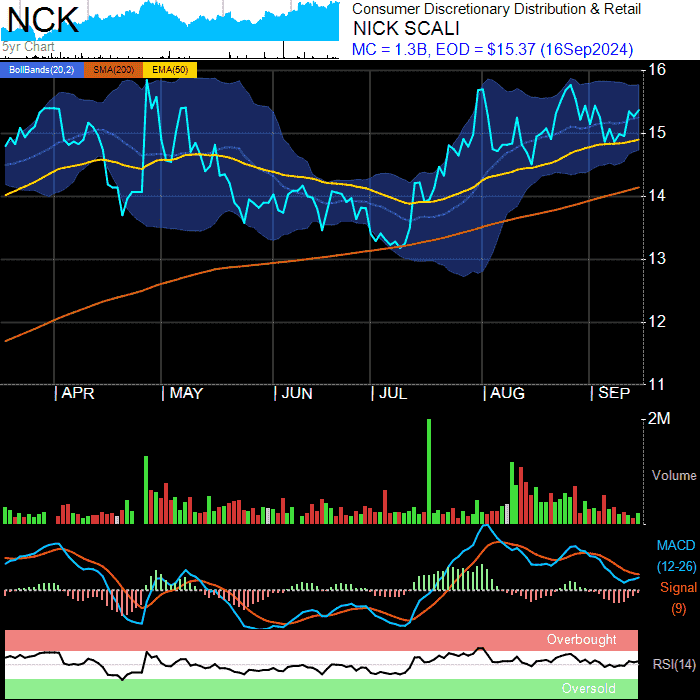 NCK
5yr Chart
Consumer Discretionary Distribution & Retail
NICK SCALI
MC = 1.3B, EOD = $15.37 (16Sep2024)
BollBands(20,2) SMA(200) EMA(50)
16
15
14
13
12
11
| APR | MAY | JUN | JUL | AUG | SEP
2M
Volume
MACD
(12-26)
Signal
(9)
Overbought
RSI(14)
Oversold